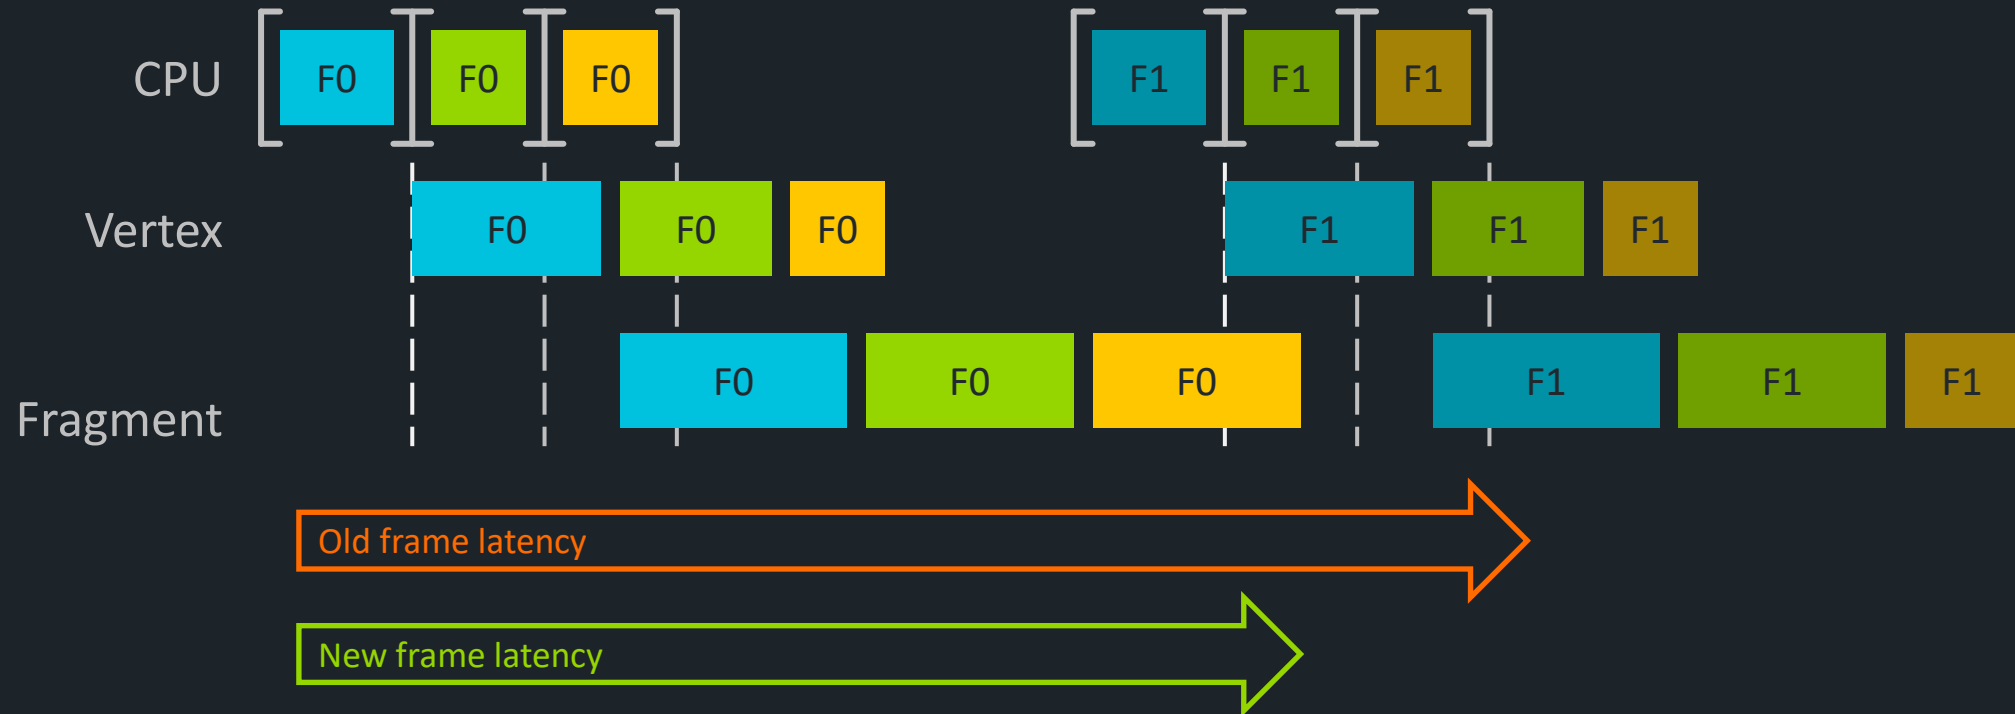 CPU F0 F0 F0 F1 F1 F1
Vertex F0 F0 F0 F1 F1 F1
Fragment F0 F0 F0 F1 F1 F1
Old frame latency
New frame latency